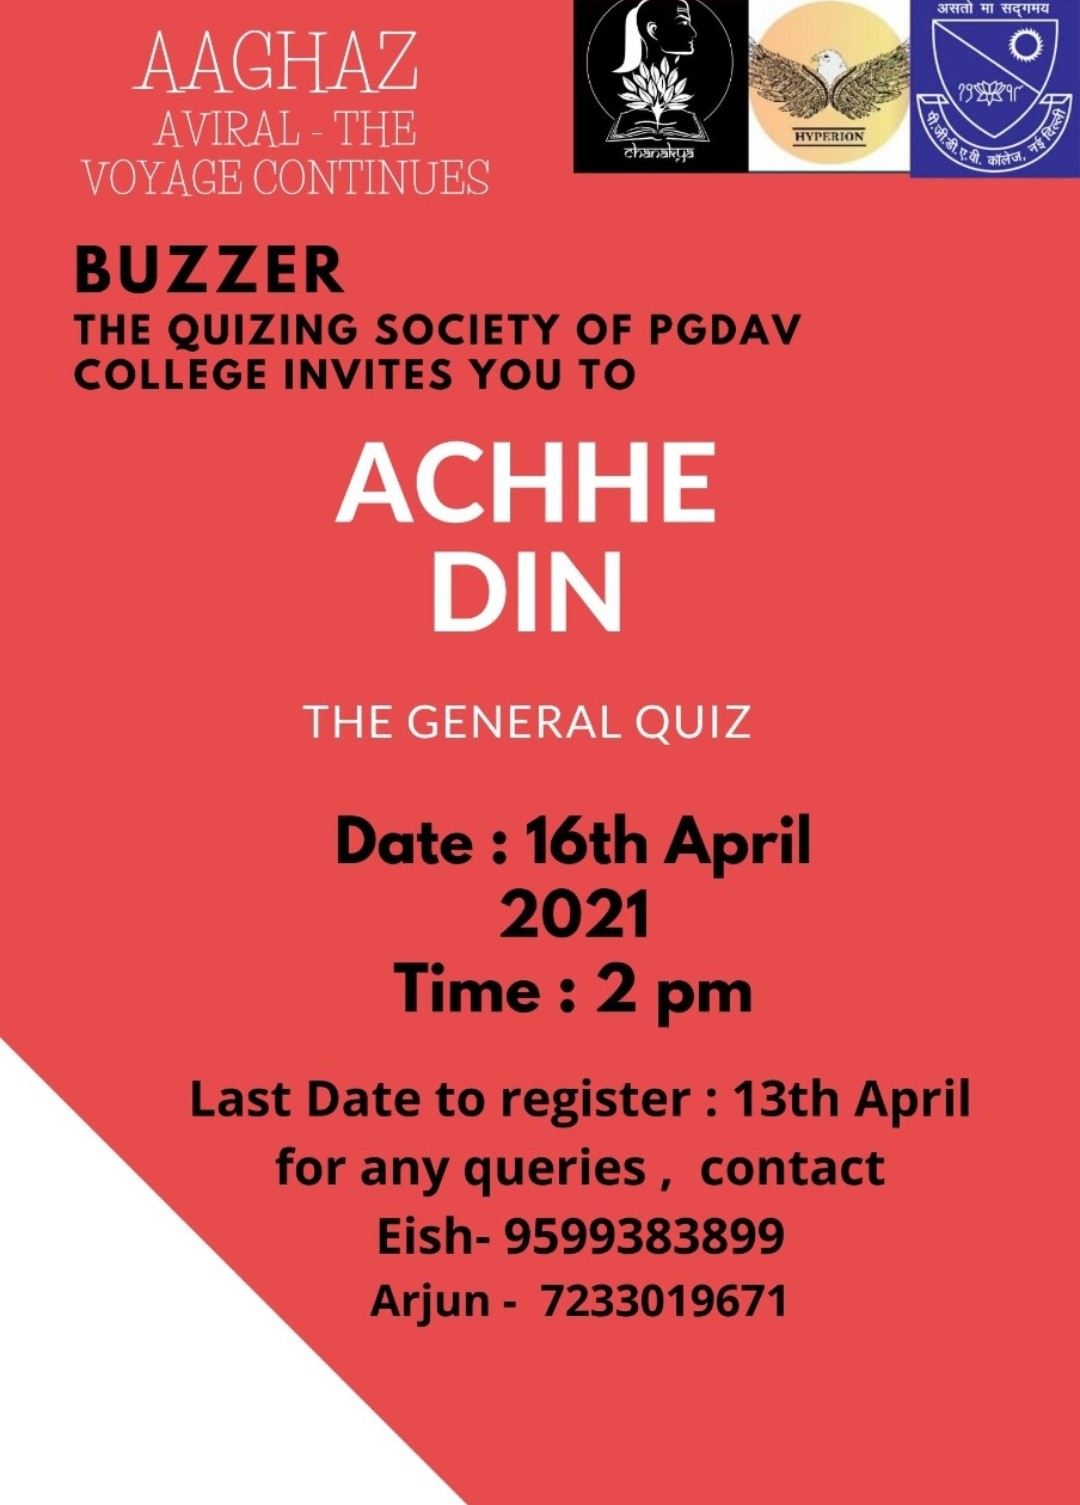 AAGHAZ
AVIRAL - THE
VOYAGE CONTINUES
chanakya
HYPERION
असतो मा सद्गमय
१९१८
पी.जी.डी.ए.वी. कॉलेज, नई दिल्ली
BUZZER
THE QUIZING SOCIETY OF PGDAV
COLLEGE INVITES YOU TO
ACHHE
DIN
THE GENERAL QUIZ
Date : 16th April
2021
Time : 2 pm
Last Date to register : 13th April
for any queries , contact
Eish- 9599383899
Arjun - 7233019671